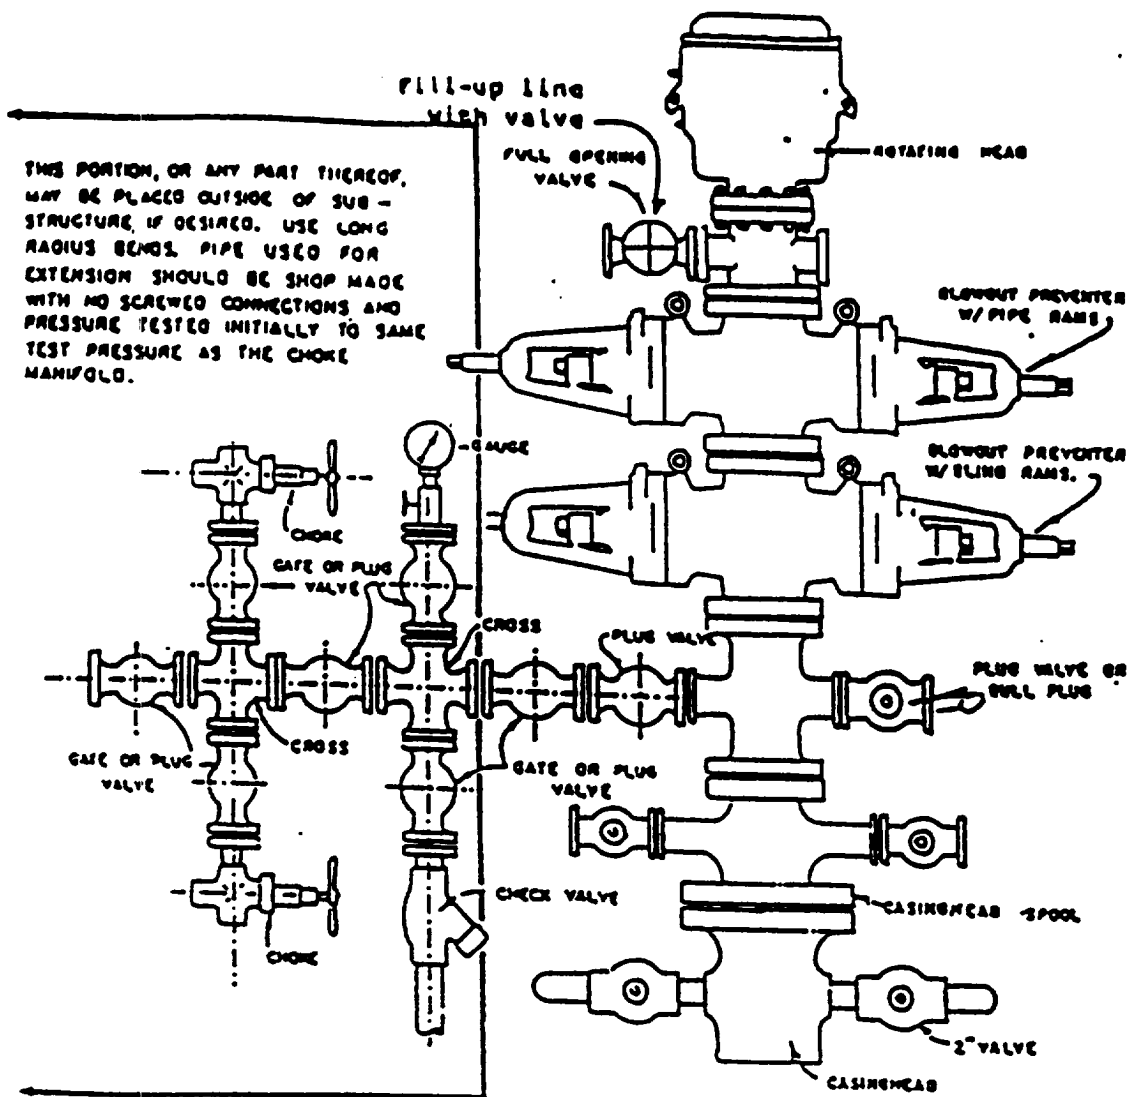 Fill-up line
with valve
FULL OPENING
VALVE
ROTATING HEAD
THIS PORTION, OR ANY PART THEREOF,
MAY BE PLACED OUTSIDE OF SUB-
STRUCTURE, IF DESIRED. USE LONG
RADIUS BENDS. PIPE USED FOR
EXTENSION SHOULD BE SHOP MADE
WITH NO SCREWED CONNECTIONS AND
PRESSURE TESTED INITIALLY TO SAME
TEST PRESSURE AS THE CHOKE
MANIFOLD.
BLOWOUT PREVENTER
W/PIPE RAMS.
GAUGE
BLOWOUT PREVENTER
W/BLIND RAMS.
CHOKE
GATE OR PLUG
VALVE
CROSS
PLUG VALVE
PLUG VALVE OR
BULL PLUG
CROSS
GATE OR PLUG
VALVE
GATE OR PLUG
VALVE
CHECK VALVE
CASINGHEAD SPOOL
CHOKE
2" VALVE
CASINGHEAD